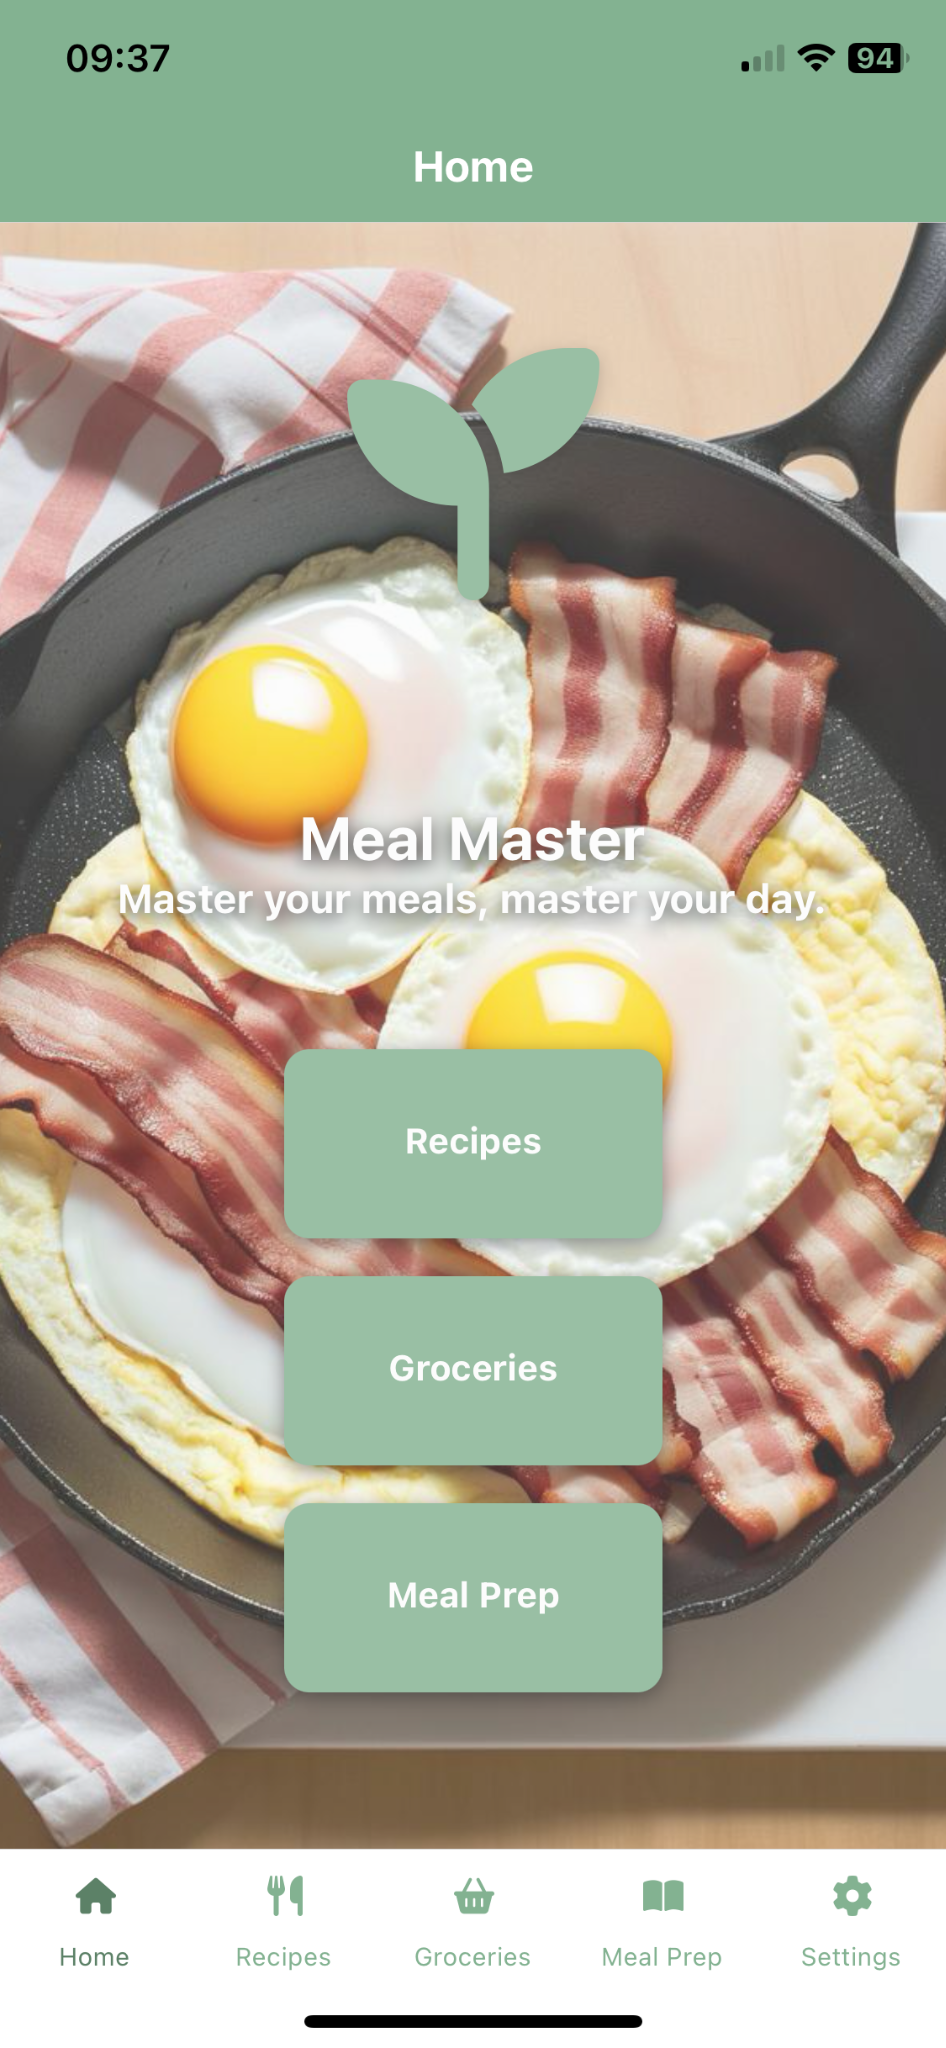 09:37
94
Home
Meal Master
Master your meals, master your day.
Recipes
Groceries
Meal Prep
Home
Recipes
Groceries
Meal Prep
Settings